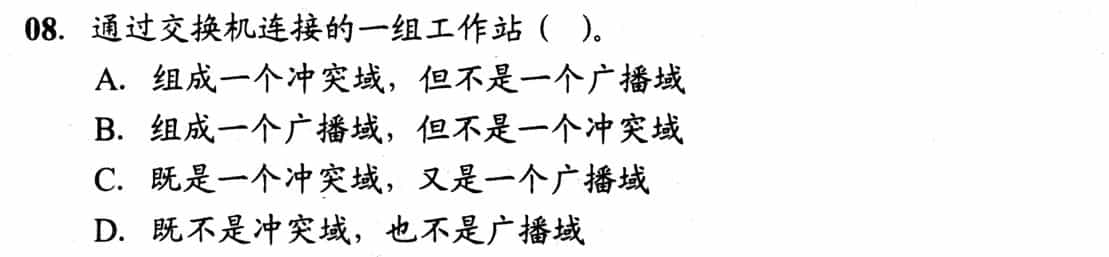 08. 通过交换机连接的一组工作站（ ）。
A. 组成一个冲突域，但不是一个广播域
B. 组成一个广播域，但不是一个冲突域
C. 既是一个冲突域，又是一个广播域
D. 既不是冲突域，也不是广播域